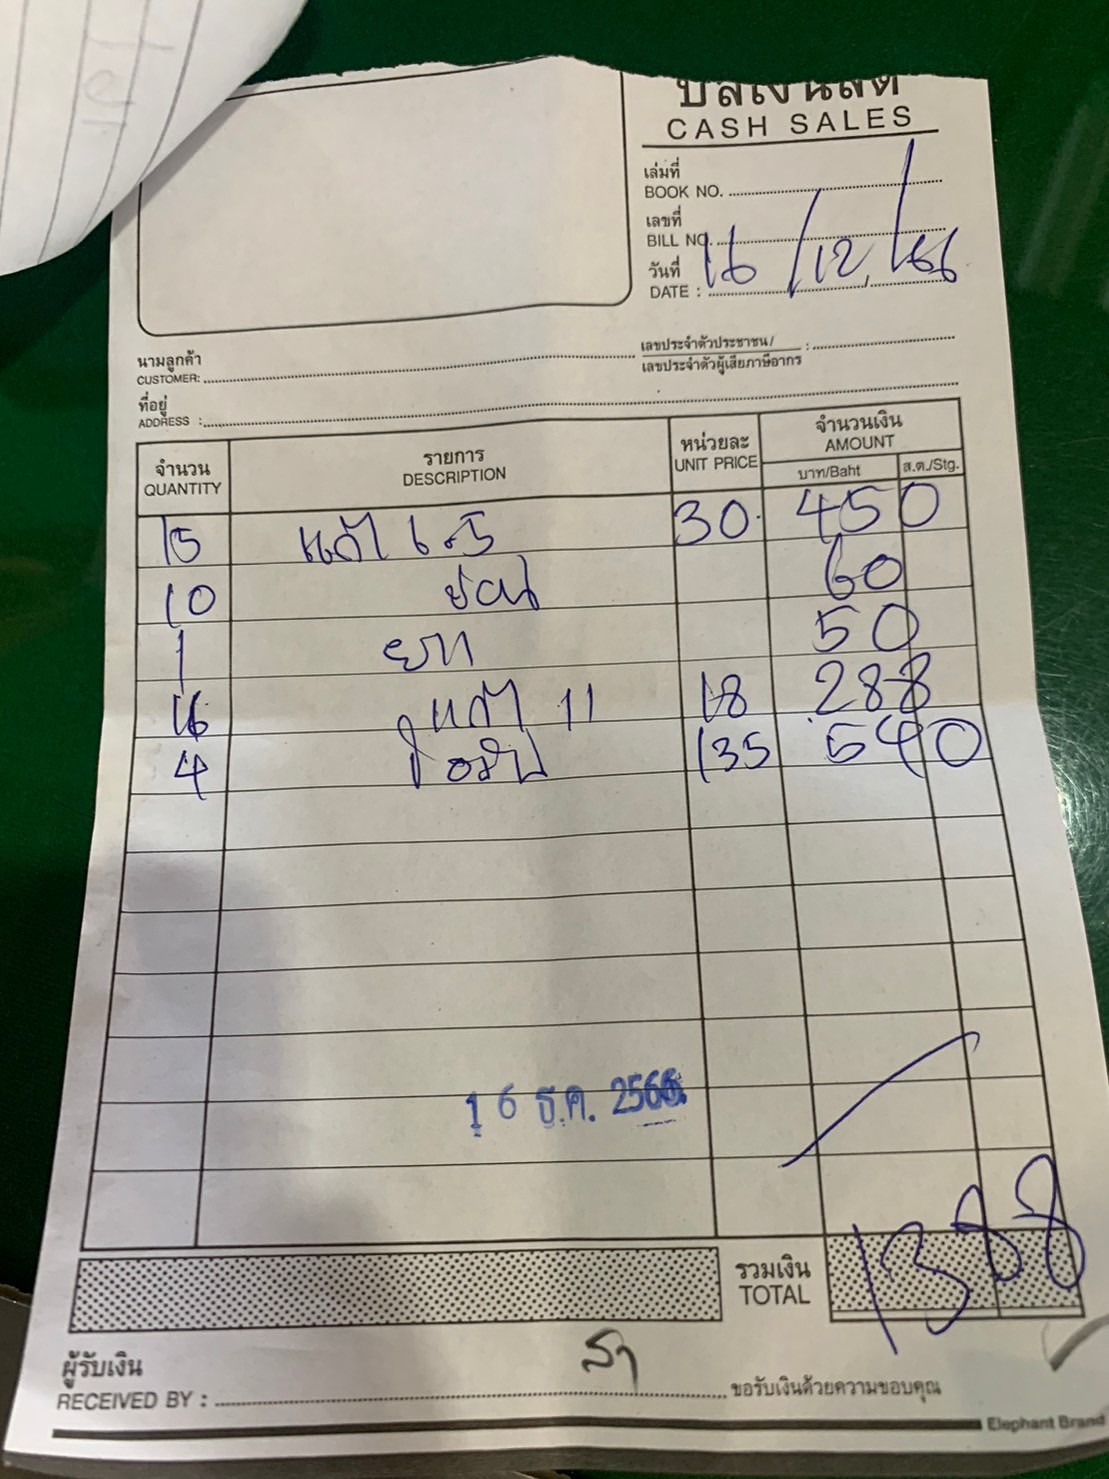 บิลเงินสด
CASH SALES
เล่มที่
BOOK NO.
เลขที่
BILL NO.
วันที่
DATE : 16/12/66
นามลูกค้า
CUSTOMER:
เลขประจำตัวประชาชน/ :
เลขประจำตัวผู้เสียภาษีอากร
ที่อยู่
ADDRESS :
จำนวน
QUANTITY
รายการ
DESCRIPTION
หน่วยละ
UNIT PRICE
จำนวนเงิน
AMOUNT
บาท/Baht ส.ต./Stg.
15 30 450
10 60
1 50
16 11 18 288
4 135 540
16 ธ.ค. 2566
รวมเงิน
TOTAL 1388
ผู้รับเงิน
RECEIVED BY : ขอรับเงินด้วยความขอบคุณ
Elephant Brand